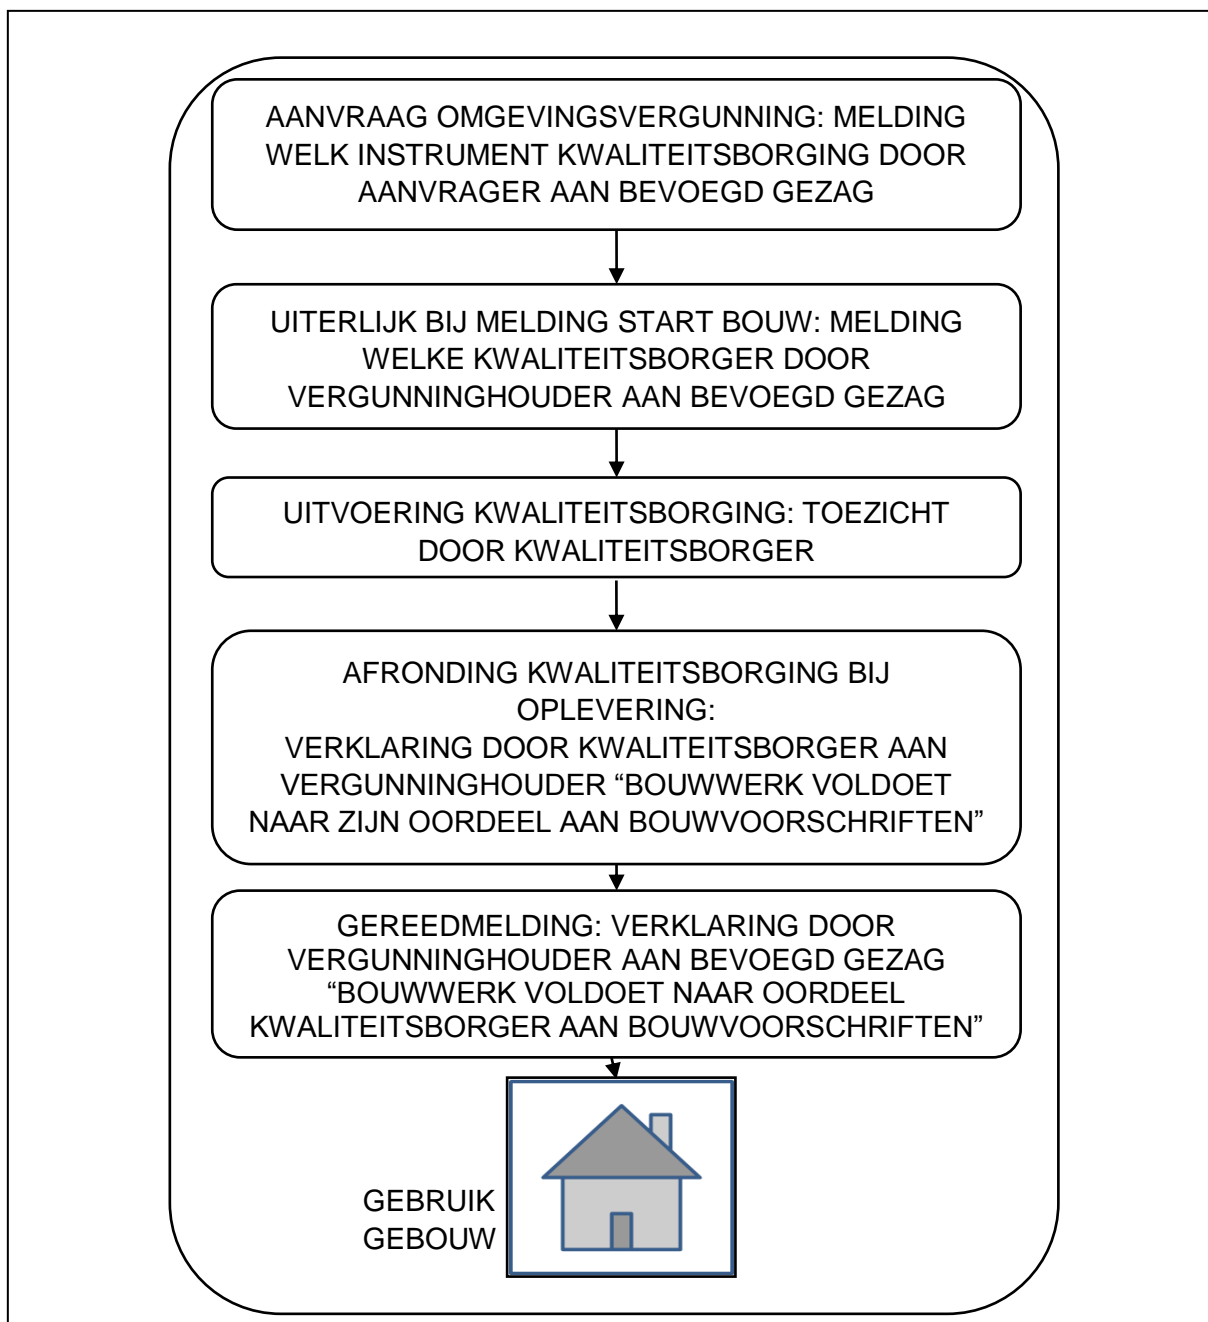 AANVRAAG OMGEVINGSVERGUNNING: MELDING
WELK INSTRUMENT KWALITEITSBORGING DOOR
AANVRAGER AAN BEVOEGD GEZAG
UITERLIJK BIJ MELDING START BOUW: MELDING
WELKE KWALITEITSBORGER DOOR
VERGUNNINGHOUDER AAN BEVOEGD GEZAG
UITVOERING KWALITEITSBORGING: TOEZICHT
DOOR KWALITEITSBORGER
AFRONDING KWALITEITSBORGING BIJ
OPLEVERING:
VERKLARING DOOR KWALITEITSBORGER AAN
VERGUNNINGHOUDER “BOUWWERK VOLDOET
NAAR ZIJN OORDEEL AAN BOUWVOORSCHRIFTEN”
GEREEDMELDING: VERKLARING DOOR
VERGUNNINGHOUDER AAN BEVOEGD GEZAG
“BOUWWERK VOLDOET NAAR OORDEEL
KWALITEITSBORGER AAN BOUWVOORSCHRIFTEN”
GEBRUIK
GEBOUW